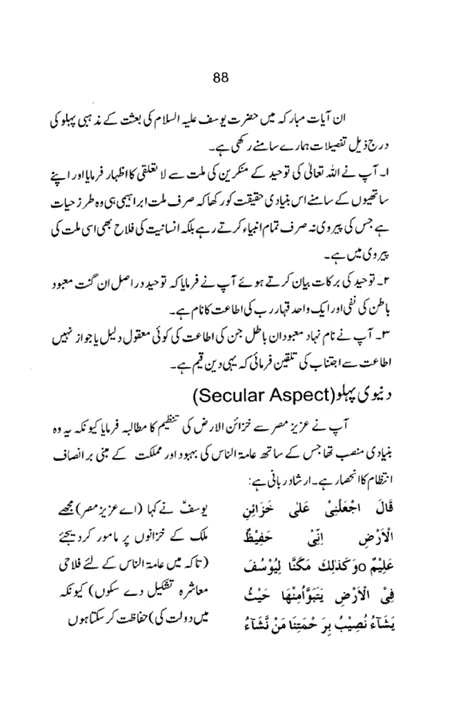 88
ان آیات مبارکہ میں حضرت یوسف علیہ السلام کی بعثت کے مذہبی پہلو کی
درج ذیل تفصیلات ہمارے سامنے رکھی ہے۔
۱۔ آپ نے اللہ تعالیٰ کی توحید کے منکرین کی ملت سے لاتعلقی کا اظہار فرمایا اور اپنے
ساتھیوں کے سامنے اس بنیادی حقیقت کو رکھا کہ صرف ملت ابراہیمی ہی وہ طرز حیات
ہے جس کی پیروی نہ صرف تمام انبیاء کرتے رہے بلکہ انسانیت کی فلاح بھی اسی ملت کی
پیروی میں ہے۔
۲۔ توحید کی برکات بیان کرتے ہوئے آپ نے فرمایا کہ توحید در اصل ان گنت معبود
باطن کی نفی اور ایک واحد قہار رب کی اطاعت کا نام ہے۔
۳۔ آپ نے نام نہاد معبودان باطل جن کی اطاعت کی کوئی معقول دلیل یا جواز نہیں
اطاعت سے اجتناب کی تلقین فرمائی کہ یہی دین قیم ہے۔
دنیوی پہلو (Secular Aspect)
آپ نے عزیز مصر سے خزائن الارض کی تنظیم کا مطالبہ فرمایا کیونکہ یہ وہ
بنیادی منصب تھا جس کے ساتھ عامۃ الناس کی بہبود اور مملکت کے مبنی بر انصاف
انتظام کا انحصار ہے۔ ارشاد ربانی ہے:
قَالَ اجْعَلْنِیْ عَلٰی خَزَآئِنِ
الْاَرْضِ اِنِّیْ حَفِیْظٌ
عَلِیْمٌ o وَكَذٰلِكَ مَكَّنَّا لِیُوْسُفَ
فِی الْاَرْضِ یَتَبَوَّاُمِنْهَا حَیْثُ
یَشَآءُ نُصِیْبُ بِرَ حْمَتِنَا مَنْ نَّشَآءُ
یوسفؑ نے کہا (اے عزیز مصر) مجھے
ملک کے خزانوں پر مامور کر دیجئے
(تاکہ میں عامۃ الناس کے لئے فلاحی
معاشرہ تشکیل دے سکوں) کیونکہ
میں دولت کی) حفاظت کر سکتا ہوں